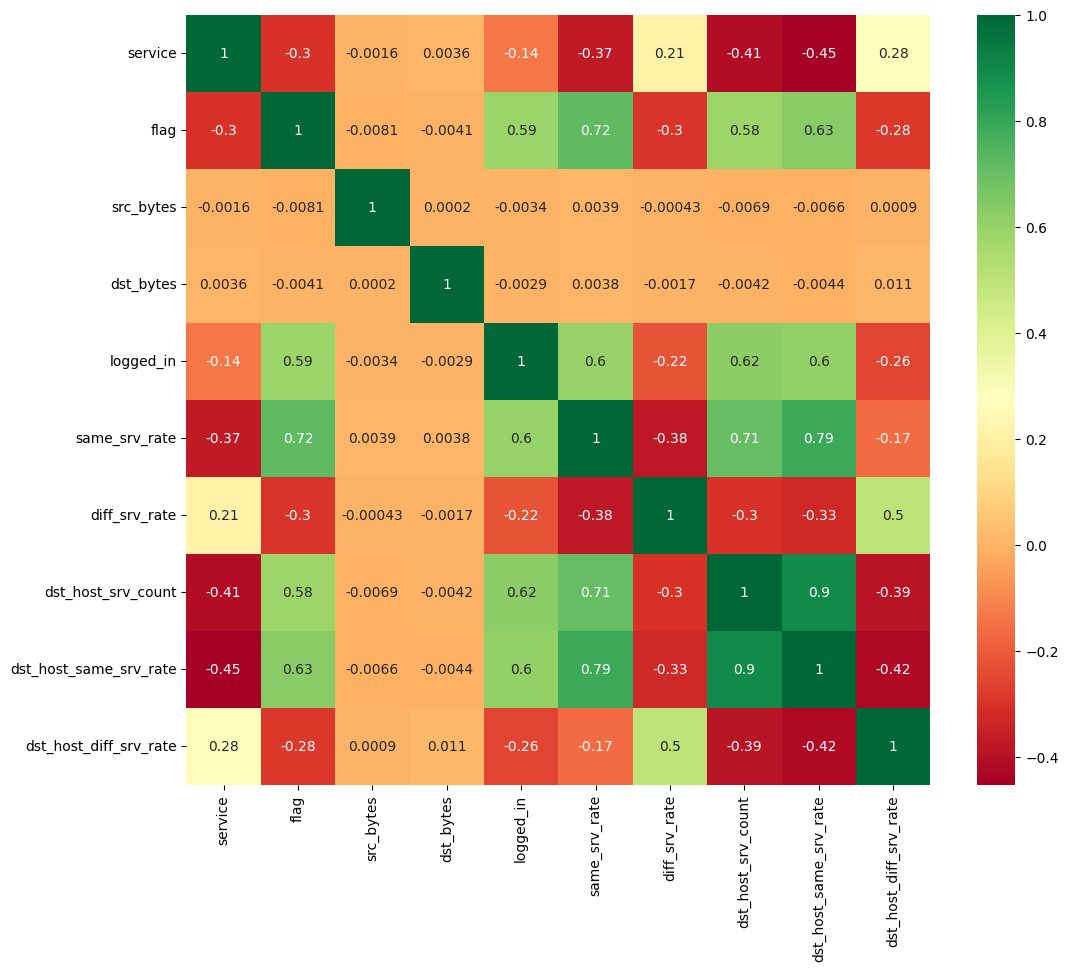 service 1 -0.3 -0.0016 0.0036 -0.14 -0.37 0.21 -0.41 -0.45 0.28
flag -0.3 1 -0.0081 -0.0041 0.59 0.72 -0.3 0.58 0.63 -0.28
src_bytes -0.0016 -0.0081 1 0.0002 -0.0034 0.0039 -0.00043 -0.0069 -0.0066 0.0009
dst_bytes 0.0036 -0.0041 0.0002 1 -0.0029 0.0038 -0.0017 -0.0042 -0.0044 0.011
logged_in -0.14 0.59 -0.0034 -0.0029 1 0.6 -0.22 0.62 0.6 -0.26
same_srv_rate -0.37 0.72 0.0039 0.0038 0.6 1 -0.38 0.71 0.79 -0.17
diff_srv_rate 0.21 -0.3 -0.00043 -0.0017 -0.22 -0.38 1 -0.3 -0.33 0.5
dst_host_srv_count -0.41 0.58 -0.0069 -0.0042 0.62 0.71 -0.3 1 0.9 -0.39
dst_host_same_srv_rate -0.45 0.63 -0.0066 -0.0044 0.6 0.79 -0.33 0.9 1 -0.42
dst_host_diff_srv_rate 0.28 -0.28 0.0009 0.011 -0.26 -0.17 0.5 -0.39 -0.42 1
service
flag
src_bytes
dst_bytes
logged_in
same_srv_rate
diff_srv_rate
dst_host_srv_count
dst_host_same_srv_rate
dst_host_diff_srv_rate
1.0
0.8
0.6
0.4
0.2
0.0
−0.2
−0.4